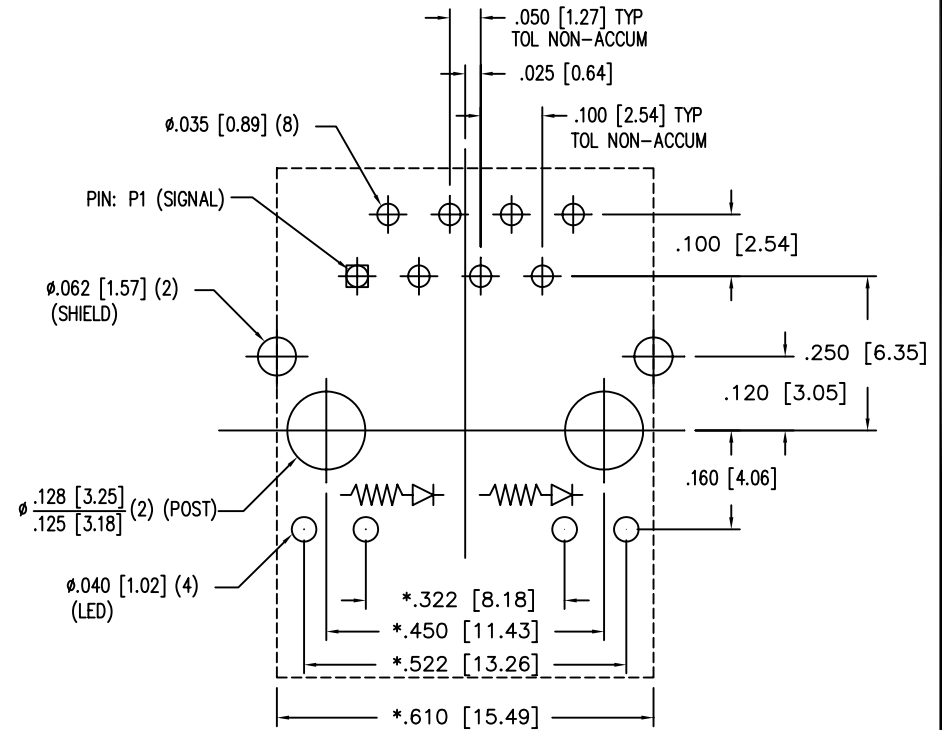 .050 [1.27] TYP
TOL NON-ACCUM
.025 [0.64]
.100 [2.54] TYP
TOL NON-ACCUM
ø.035 [0.89] (8)
PIN: P1 (SIGNAL)
.100 [2.54]
ø.062 [1.57] (2)
(SHIELD)
.250 [6.35]
.120 [3.05]
.160 [4.06]
ø .128 [3.25]
.125 [3.18] (2) (POST)
ø.040 [1.02] (4)
(LED)
*.322 [8.18]
*.450 [11.43]
*.522 [13.26]
*.610 [15.49]